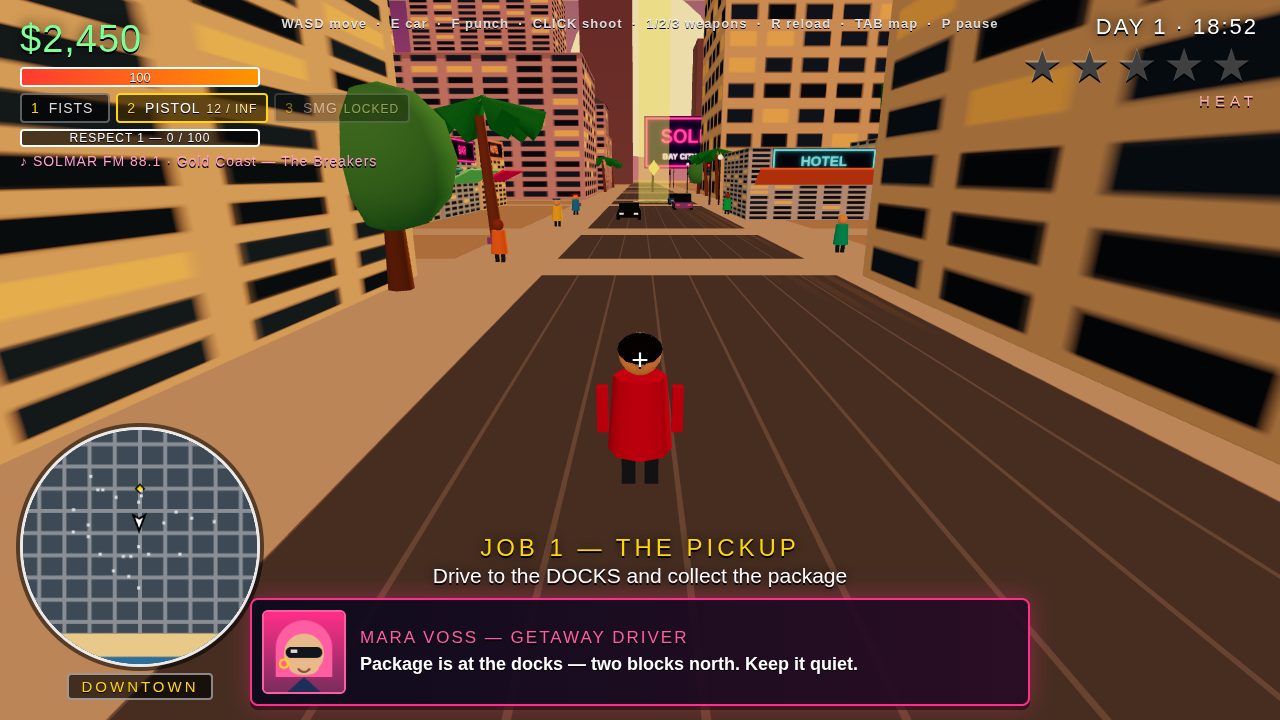 WASD move · E car · F punch · CLICK shoot · 1/2/3 weapons · R reload · TAB map · P pause
$2,450
DAY 1 · 18:52
100
1 FISTS
2 PISTOL 12 / INF
3 SMG LOCKED
HEAT
RESPECT 1 — 0 / 100
♪ SOLMAR FM 88.1 · Gold Coast — The Breakers
SOL
BAY CIT
HOTEL
JOB 1 — THE PICKUP
Drive to the DOCKS and collect the package
MARA VOSS — GETAWAY DRIVER
Package is at the docks — two blocks north. Keep it quiet.
DOWNTOWN